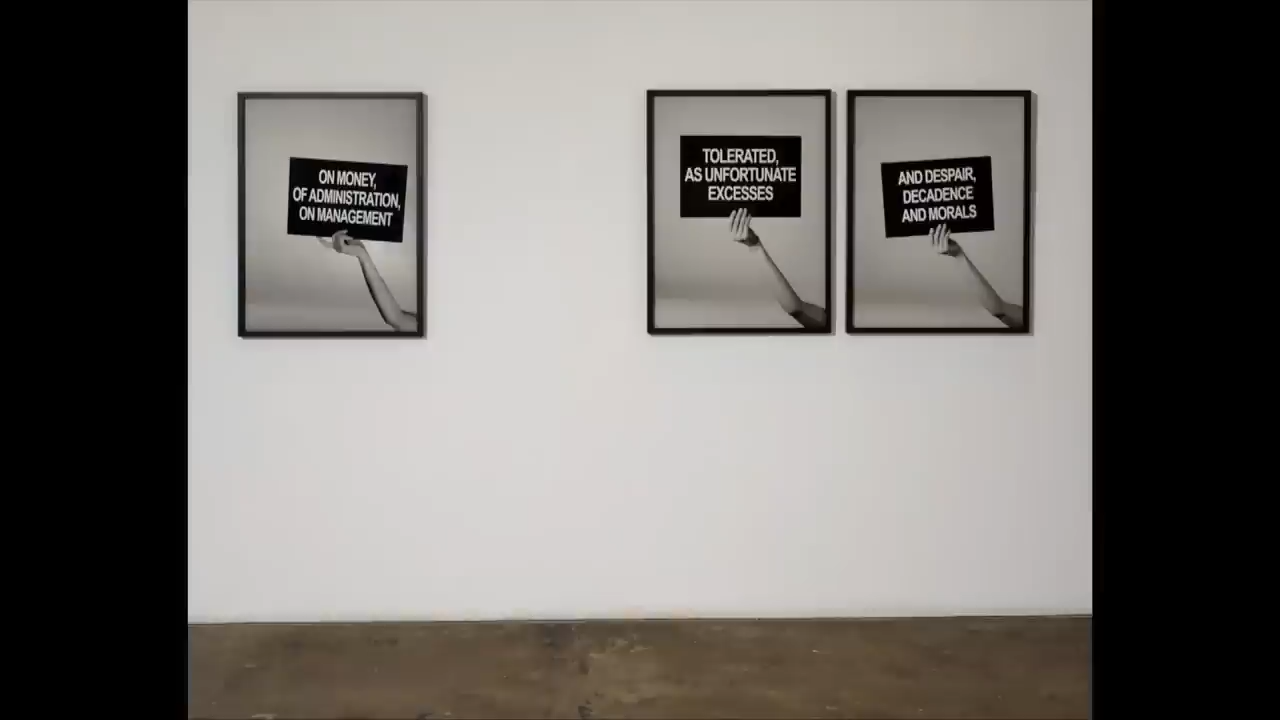 ON MONEY,
OF ADMINISTRATION,
ON MANAGEMENT
TOLERATED,
AS UNFORTUNATE
EXCESSES
AND DESPAIR,
DECADENCE
AND MORALS